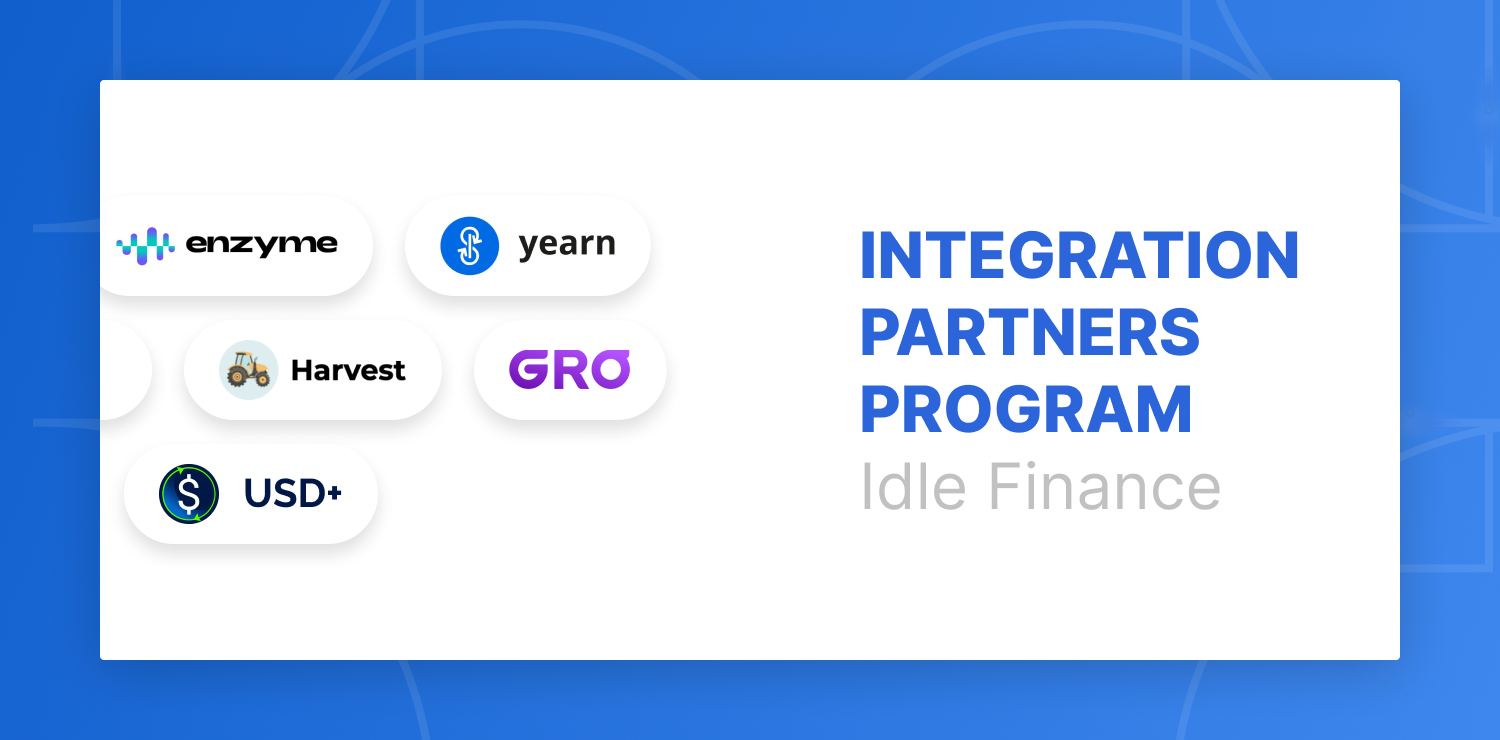 enzyme
yearn
Harvest
GRO
USD+
INTEGRATION
PARTNERS
PROGRAM
Idle Finance